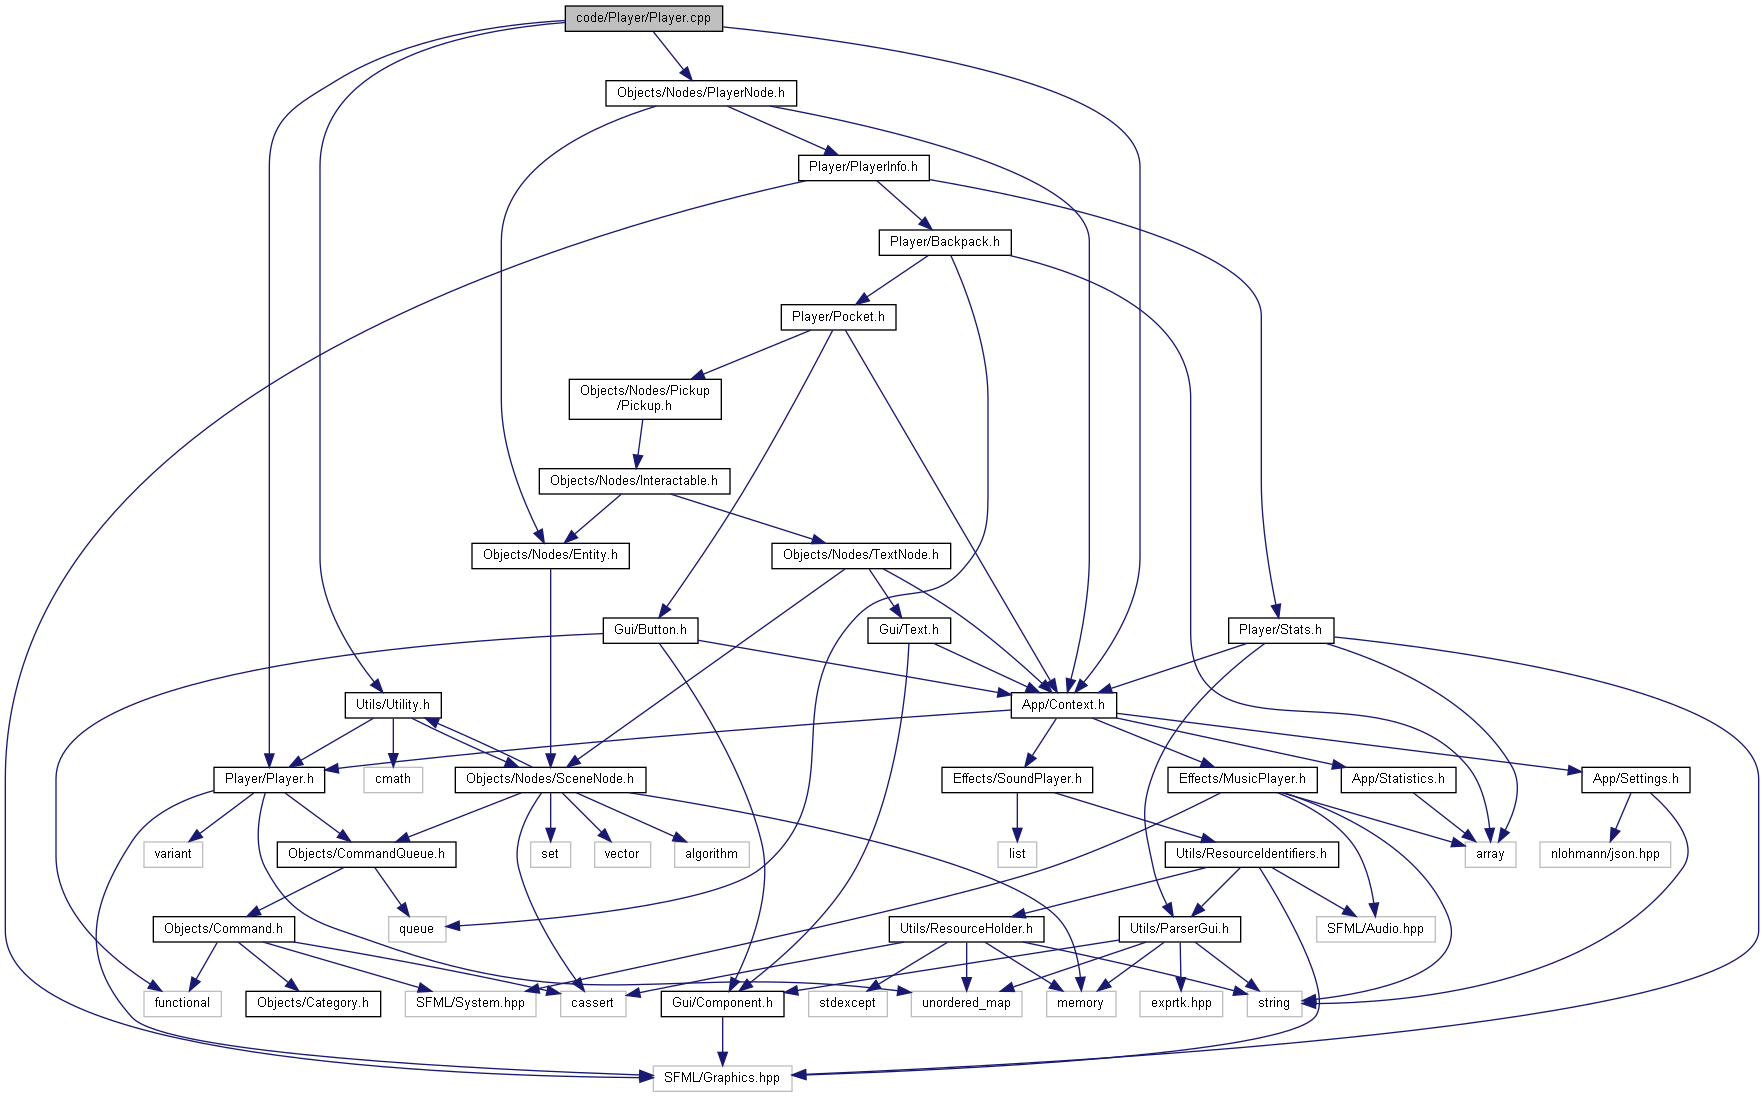 code/Player/Player.cpp
Objects/Nodes/PlayerNode.h
Player/PlayerInfo.h
Player/Backpack.h
Player/Pocket.h
Objects/Nodes/Pickup
/Pickup.h
Objects/Nodes/Interactable.h
Objects/Nodes/Entity.h
Objects/Nodes/TextNode.h
Gui/Button.h
Gui/Text.h
Player/Stats.h
Utils/Utility.h
App/Context.h
Player/Player.h
cmath
Objects/Nodes/SceneNode.h
Effects/SoundPlayer.h
Effects/MusicPlayer.h
App/Statistics.h
App/Settings.h
variant
Objects/CommandQueue.h
set
vector
algorithm
list
Utils/ResourceIdentifiers.h
array
nlohmann/json.hpp
Objects/Command.h
queue
Utils/ResourceHolder.h
Utils/ParserGui.h
SFML/Audio.hpp
functional
Objects/Category.h
SFML/System.hpp
cassert
Gui/Component.h
stdexcept
unordered_map
memory
exprtk.hpp
string
SFML/Graphics.hpp